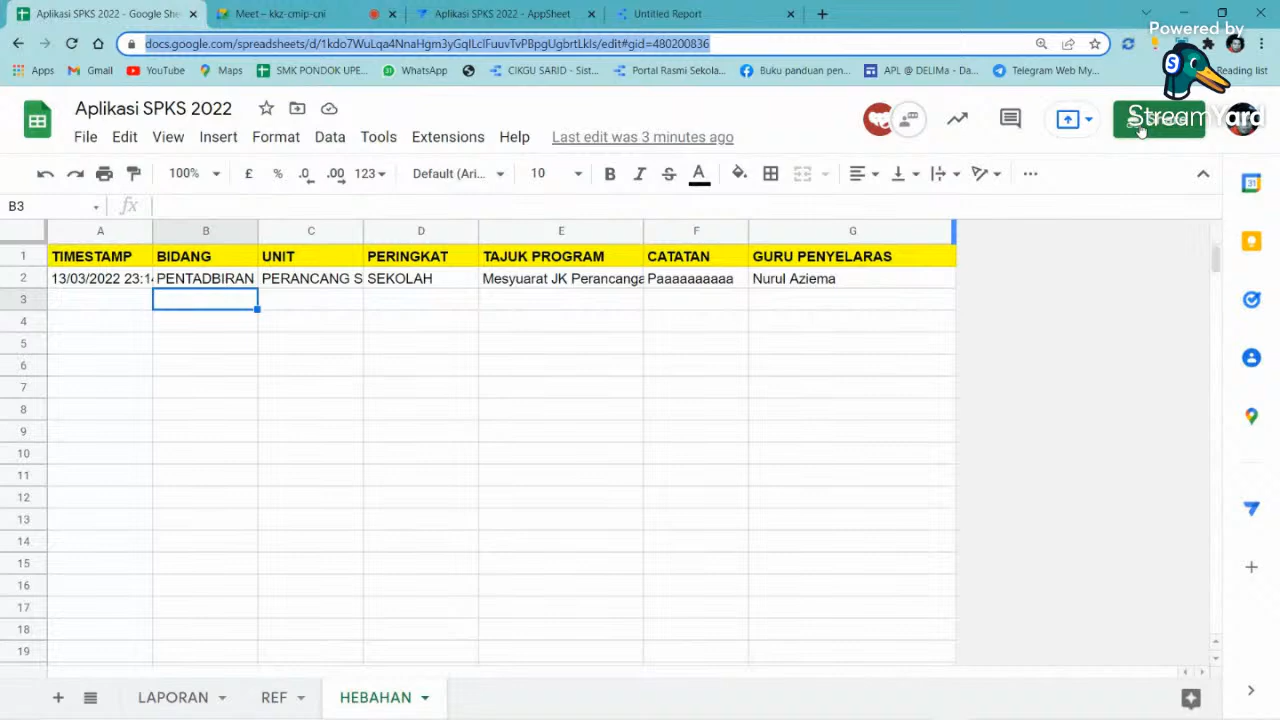 Aplikasi SPKS 2022 - Google She
Meet – kkz-cmip-cni
Aplikasi SPKS 2022 - AppSheet
Untitled Report
Powered by
docs.google.com/spreadsheets/d/1kdo7WuLqa4NnaHgm3yGqILcIFuuvTvPBpgUgbrtLkIs/edit#gid=480200836
Apps
Gmail
YouTube
Maps
SMK PONDOK UPE...
WhatsApp
CIKGU SARID - Sist...
Portal Rasmi Sekola...
Buku panduan pen...
APL @ DELIMa - Da...
Telegram Web My...
Reading list
StreamYard
Aplikasi SPKS 2022
File Edit View Insert Format Data Tools Extensions Help Last edit was 3 minutes ago
100% £ % .0 .00 123 Default (Ari... 10
B3 fx
A B C D E F G
1 TIMESTAMP BIDANG UNIT PERINGKAT TAJUK PROGRAM CATATAN GURU PENYELARAS
2 13/03/2022 23:14 PENTADBIRAN PERANCANG S SEKOLAH Mesyuarat JK Perancanga Paaaaaaaaaa Nurul Aziema
3
4
5
6
7
8
9
10
11
12
13
14
15
16
17
18
19
LAPORAN REF HEBAHAN